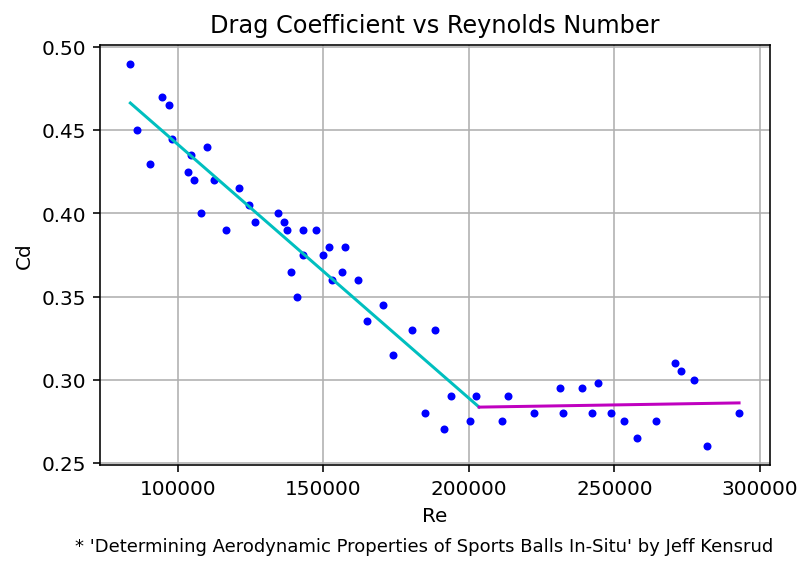 Drag Coefficient vs Reynolds Number
0.50
0.45
0.40
0.35
0.30
0.25
Cd
100000 150000 200000 250000 300000
Re
* 'Determining Aerodynamic Properties of Sports Balls In-Situ' by Jeff Kensrud